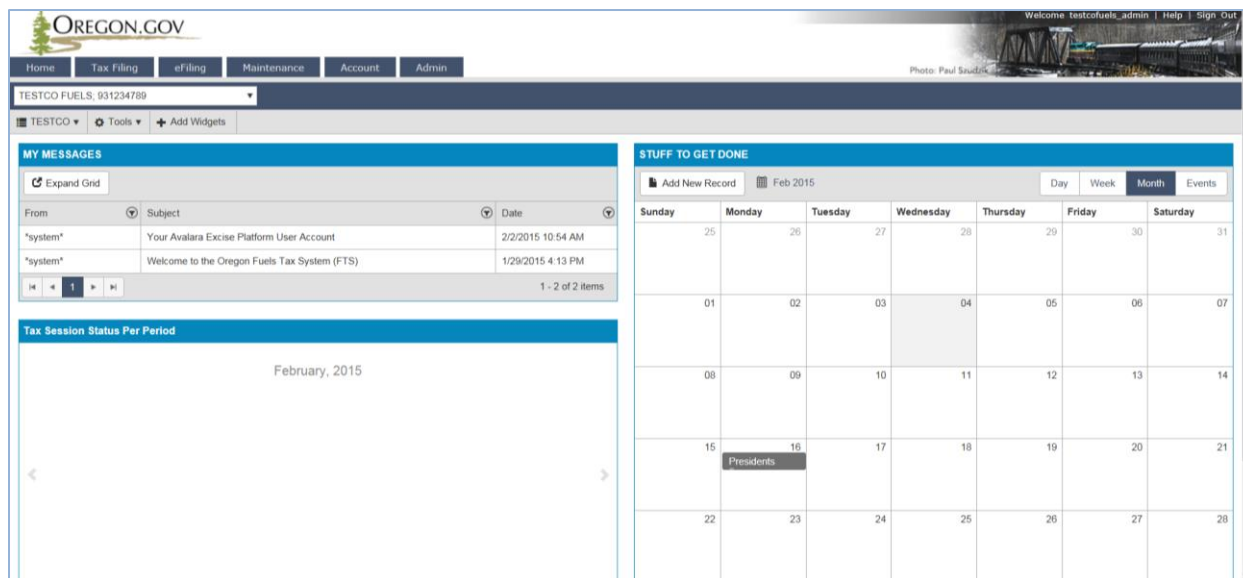 Welcome testcofuels_admin | Help | Sign Out
OREGON.GOV
Home Tax Filing eFiling Maintenance Account Admin
Photo: Paul
TESTCO FUELS; 931234789
TESTCO Tools Add Widgets
MY MESSAGES
Expand Grid
From Subject Date
*system* Your Avalara Excise Platform User Account 2/2/2015 10:54 AM
*system* Welcome to the Oregon Fuels Tax System (FTS) 1/29/2015 4:13 PM
1 1 - 2 of 2 items
Tax Session Status Per Period
February, 2015
STUFF TO GET DONE
Add New Record Feb 2015 Day Week Month Events
Sunday Monday Tuesday Wednesday Thursday Friday Saturday
25 26 27 28 29 30 31
01 02 03 04 05 06 07
08 09 10 11 12 13 14
15 16 17 18 19 20 21
Presidents
22 23 24 25 26 27 28